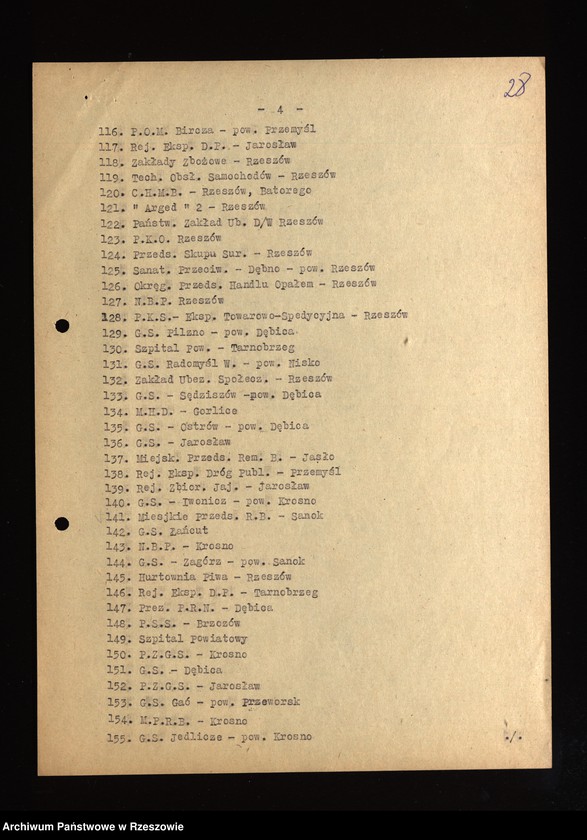 28
- 4 -
116. P.O.M. Bircza - pow. Przemyśl
117. Rej. Eksp. D.P. - Jarosław
118. Zakłady Zbożowe - Rzeszów
119. Tech. Obsł. Samochodów - Rzeszów
120. C.H.M.B. - Rzeszów, Batorego
121. " Arged " 2 - Rzeszów
122. Państw. Zakład Ub. D/W Rzeszów
123. P.K.O. Rzeszów
124. Przeds. Skupu Sur. - Rzeszów
125. Sanat. Przeciw. - Dębno - pow. Rzeszów
126. Okręg. Przeds. Handlu Opałem - Rzeszów
127. N.B.P. Rzeszów
128. P.K.S.- Eksp. Towarowo-Spedycyjna - Rzeszów
129. G.S. Pilzno - pow. Dębica
130. Szpital Pow. - Tarnobrzeg
131. G.S. Radomyśl W. - pow. Nisko
132. Zakład Ubez. Społecz. - Rzeszów
133. G.S. - Sędziszów -pow. Dębica
134. M.H.D. - Gorlice
135. G.S. - Ostrów - pow. Dębica
136. G.S. - Jarosław
137. Miejsk. Przeds. Rem. B. - Jasło
138. Rej. Eksp. Dróg Publ. - Przemyśl
139. Rej. Zbior. Jaj. - Jarosław
140. G.S. - Iwonicz - pow. Krosno
141. Miesjkie Przeds. R.B. - Sanok
142. G.S. Łańcut
143. N.B.P. - Krosno
144. G.S. - Zagórz - pow. Sanok
145. Hurtownia Piwa - Rzeszów
146. Rej. Eksp. D.P. - Tarnobrzeg
147. Prez. P.R.N. - Dębica
148. P.S.S. - Brzozów
149. Szpital Powiatowy
150. P.Z.G.S. - Krosno
151. G.S. - Dębica
152. P.Z.G.S. - Jarosław
153. G.S. Gać - pow. Przeworsk
154. M.P.R.B. - Krosno
155. G.S. Jedlicze - pow. Krosno
./.
Archiwum Państwowe w Rzeszowie